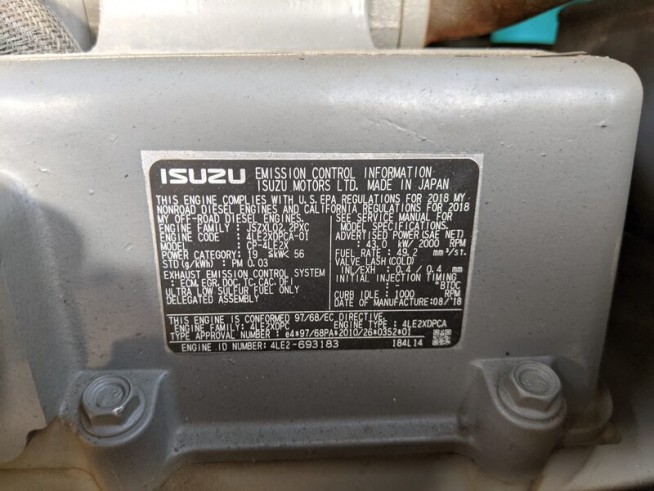 ISUZU EMISSION CONTROL INFORMATION
ISUZU MOTORS LTD. MADE IN JAPAN
THIS ENGINE COMPLIES WITH U.S.EPA REGULATIONS FOR 2018 MY
NONROAD DIESEL ENGINES AND CALIFORNIA REGULATIONS FOR 2018
MY OFF-ROAD DIESEL ENGINES.
ENGINE FAMILY : JSZXL02.2PXC
ENGINE CODE : 4LE2XDPCA-01
MODEL : CP-4LE2X
POWER CATEGORY : 19 ≤kW< 56
STD (g/kWh) : PM 0.03
EXHAUST EMISSION CONTROL SYSTEM
: ECM, EGR, DOC, TC, CAC, DFI
ULTRA LOW SULFUR FUEL ONLY
DELEGATED ASSEMBLY
SEE SERVICE MANUAL FOR
MODEL SPECIFICATIONS.
ADVERTISED POWER(SAE NET)
: 43.0 kW/2000 RPM
FUEL RATE : 49.2 mm³/st
VALVE LASH(COLD)
INL/EXH : 0.4/0.4 mm
INITIAL INJECTION TIMING
: - °BTDC
CURB IDLE : 1000 RPM
DATE OF MANUFACTURE:08/'18
THIS ENGINE IS CONFORMED 97/68/EC DIRECTIVE.
ENGINE FAMILY : 4LE2XDPC ENGINE TYPE : 4LE2XDPCA
TYPE APPROVAL NUMBER : e4*97/68PA*2010/26*0352*01
ENGINE ID NUMBER: 4LE2-693183 184L14